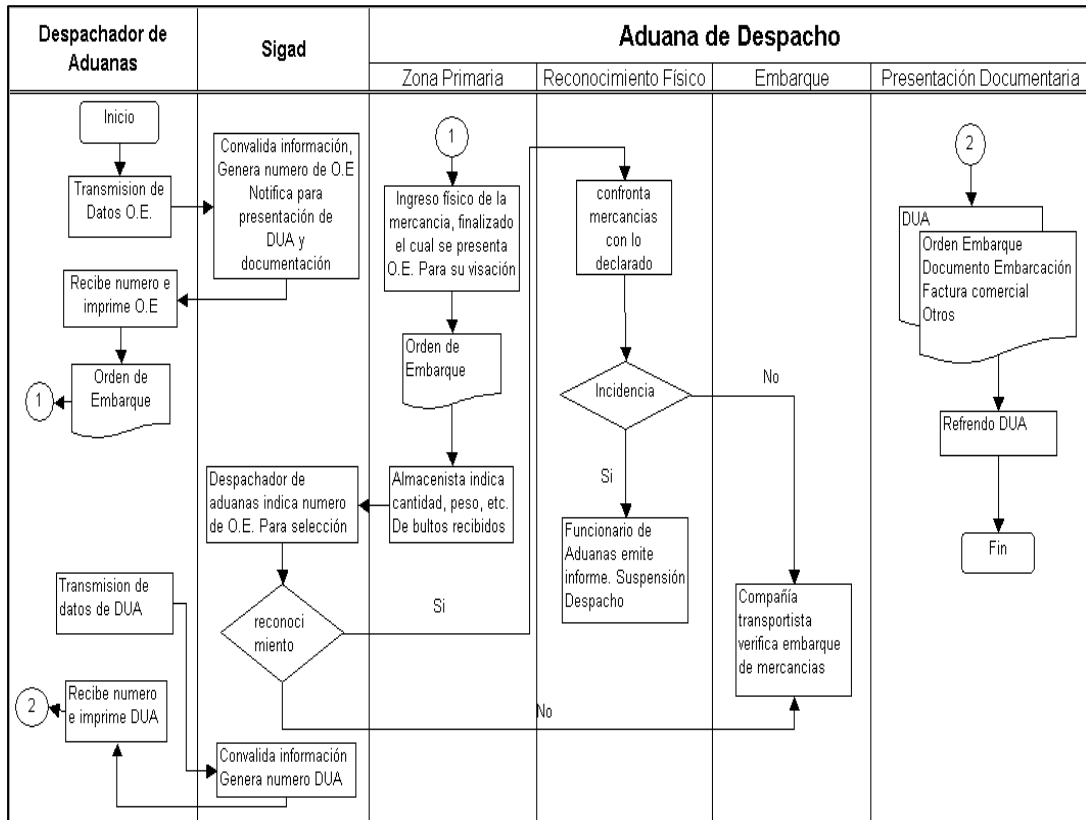 Despachador de
Aduanas
Sigad
Aduana de Despacho
Zona Primaria
Reconocimiento Físico
Embarque
Presentación Documentaria
Inicio
Transmision de
Datos O.E.
Convalida información,
Genera numero de O.E
Notifica para
presentación de
DUA y
documentación
Recibe numero e
imprime O.E
Orden de
Embarque
1
1
Ingreso físico de la
mercancia, finalizado
el cual se presenta
O.E. Para su visación
Orden de
Embarque
Almacenista indica
cantidad, peso, etc.
De bultos recibidos
Despachador de
aduanas indica numero
de O.E. Para selección
reconoci
miento
Si
No
confronta
mercancias
con lo
declarado
Incidencia
No
Si
Funcionario de
Aduanas emite
informe. Suspensión
Despacho
Compañía
transportista
verifica embarque
de mercancias
Transmision de
datos de DUA
Convalida información
Genera numero DUA
Recibe numero
e imprime DUA
2
2
DUA
Orden Embarque
Documento Embarcación
Factura comercial
Otros
Refrendo DUA
Fin